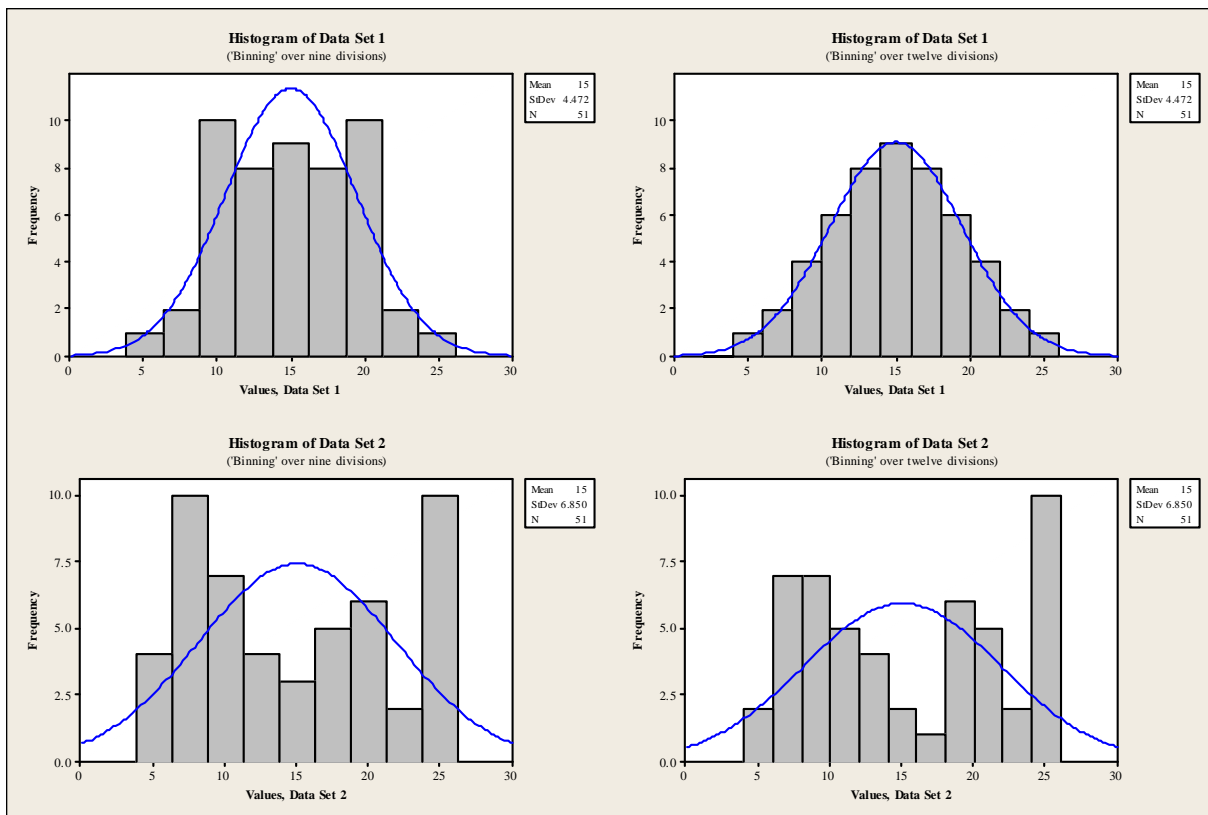 Histogram of Data Set 1
('Binning' over nine divisions)
Mean 15
StDev 4.472
N 51
Frequency
10
8
6
4
2
0
0 5 10 15 20 25 30
Values, Data Set 1
Histogram of Data Set 1
('Binning' over twelve divisions)
Mean 15
StDev 4.472
N 51
Frequency
10
8
6
4
2
0
0 5 10 15 20 25 30
Values, Data Set 1
Histogram of Data Set 2
('Binning' over nine divisions)
Mean 15
StDev 6.850
N 51
Frequency
10.0
7.5
5.0
2.5
0.0
0 5 10 15 20 25 30
Values, Data Set 2
Histogram of Data Set 2
('Binning' over twelve divisions)
Mean 15
StDev 6.850
N 51
Frequency
10.0
7.5
5.0
2.5
0.0
0 5 10 15 20 25 30
Values, Data Set 2